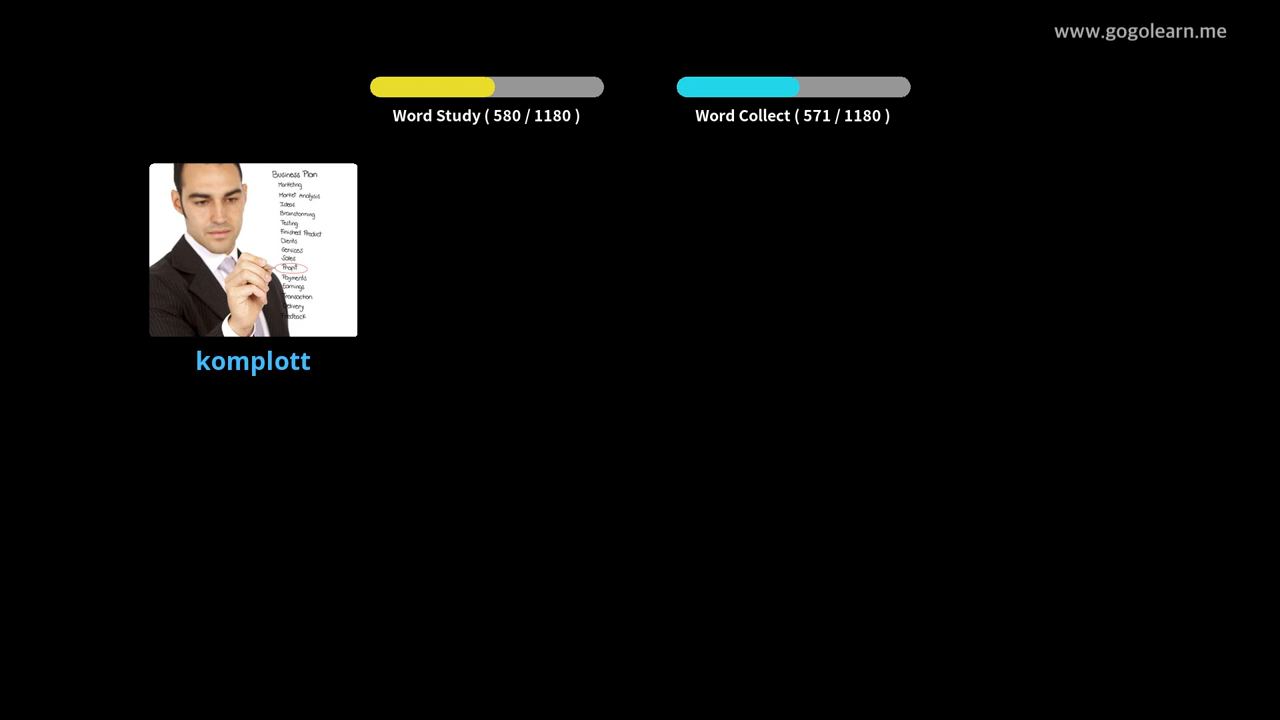 www.gogolearn.me
Word Study ( 580 / 1180 )
Word Collect ( 571 / 1180 )
Business Plan
Marketing
Market Analysis
Ideas
Brainstorming
Testing
Finished Product
Clients
Services
Sales
Profit
Payments
Earnings
Transaction
Delivery
Feedback
komplott